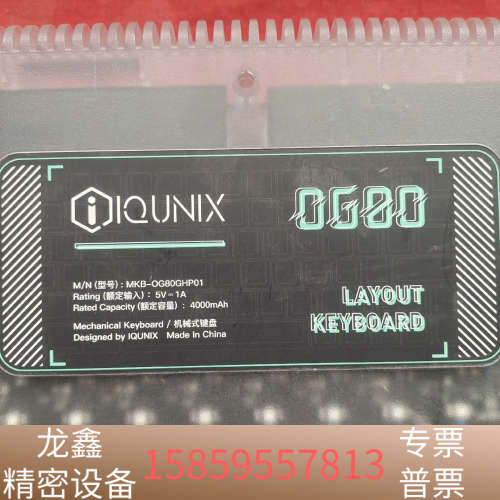 IQUNIX
OG80
M/N (型号) : MKB-OG80GHP01
Rating (额定输入) : 5V⎓1A
Rated Capacity (额定容量) : 4000mAh
Mechanical Keyboard / 机械式键盘
Designed by IQUNIX Made In China
LAYOUT
KEYBOARD
龙鑫
精密设备
15859557813
专票
普票